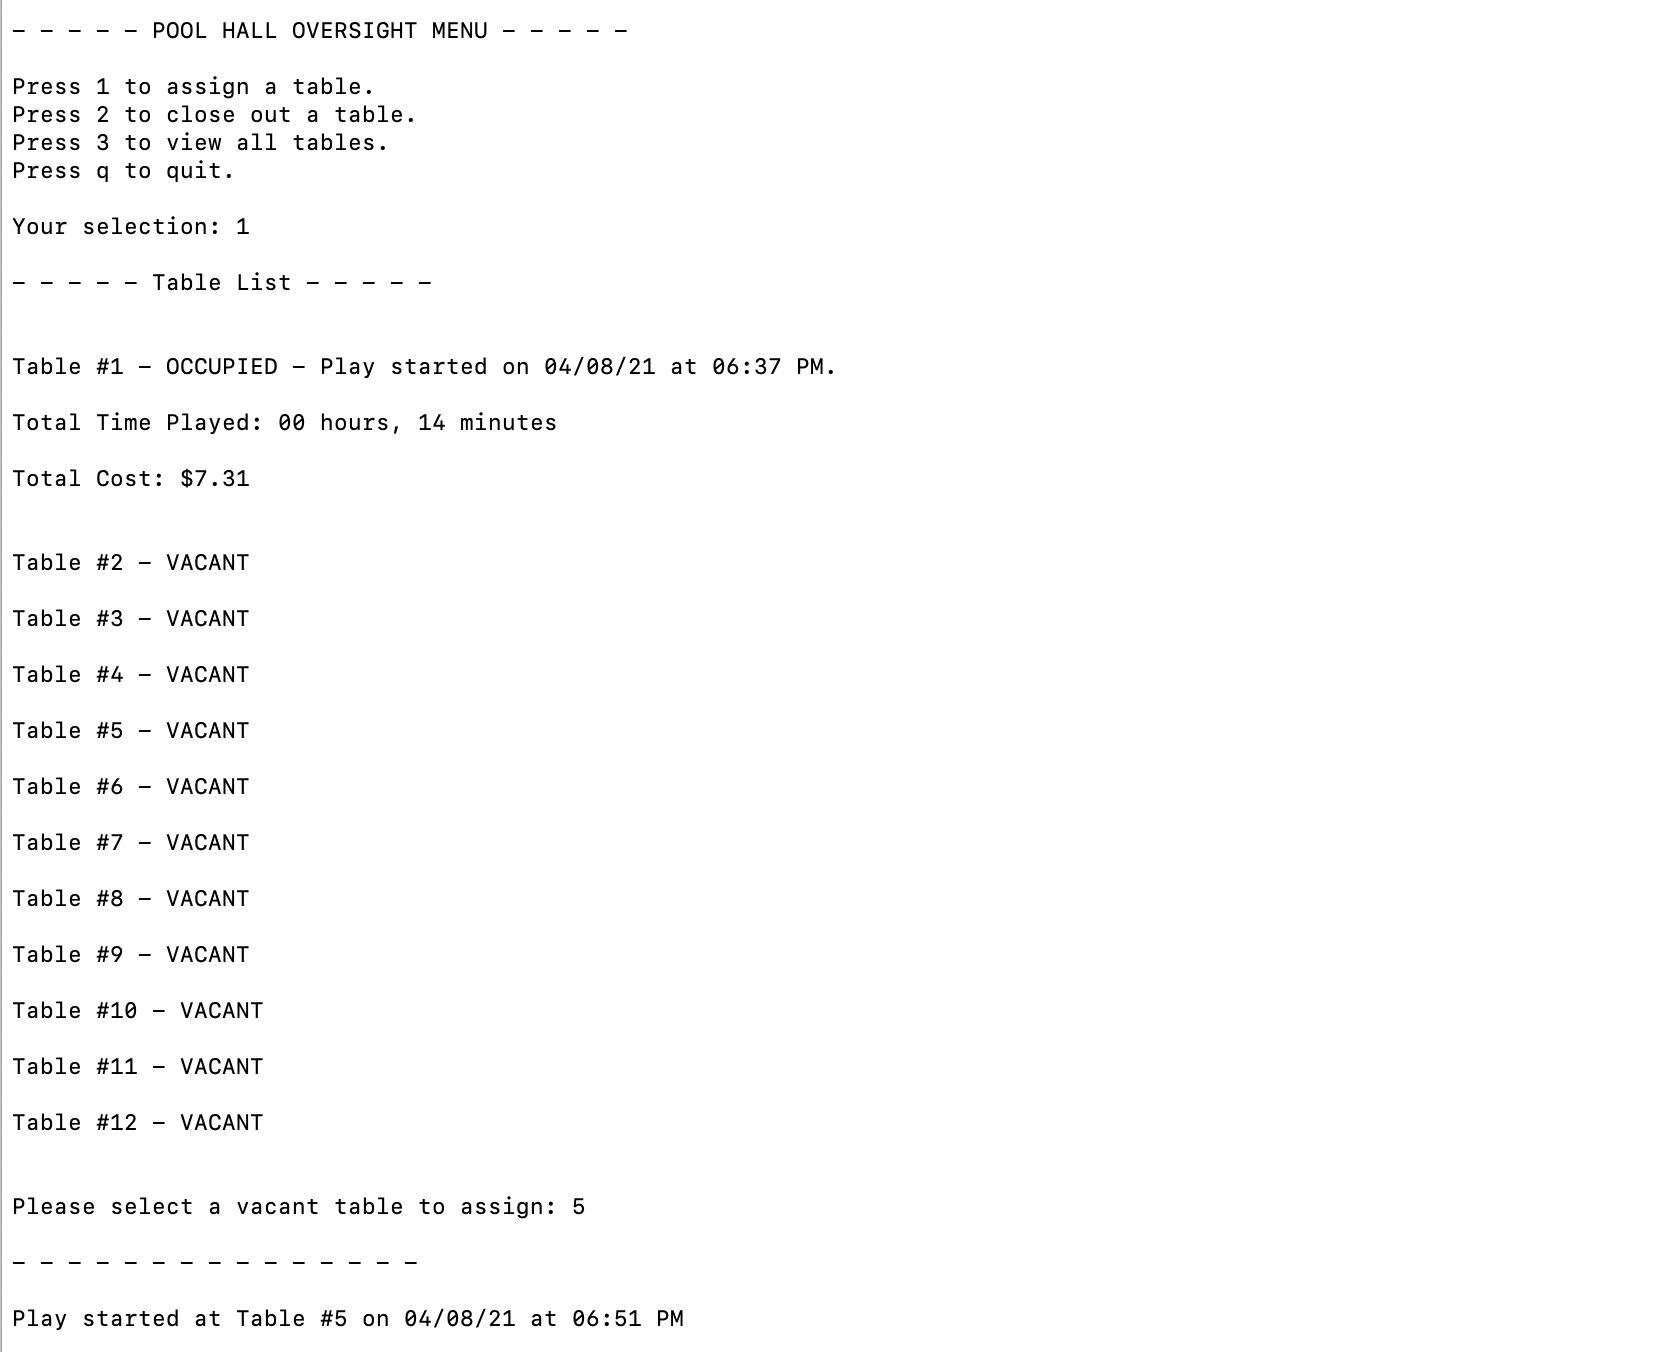 - - - - - POOL HALL OVERSIGHT MENU - - - - -
Press 1 to assign a table.
Press 2 to close out a table.
Press 3 to view all tables.
Press q to quit.
Your selection: 1
- - - - - Table List - - - - -
Table #1 - OCCUPIED - Play started on 04/08/21 at 06:37 PM.
Total Time Played: 00 hours, 14 minutes
Total Cost: $7.31
Table #2 - VACANT
Table #3 - VACANT
Table #4 - VACANT
Table #5 - VACANT
Table #6 - VACANT
Table #7 - VACANT
Table #8 - VACANT
Table #9 - VACANT
Table #10 - VACANT
Table #11 - VACANT
Table #12 - VACANT
Please select a vacant table to assign: 5
- - - - - - - - - - - - - - -
Play started at Table #5 on 04/08/21 at 06:51 PM